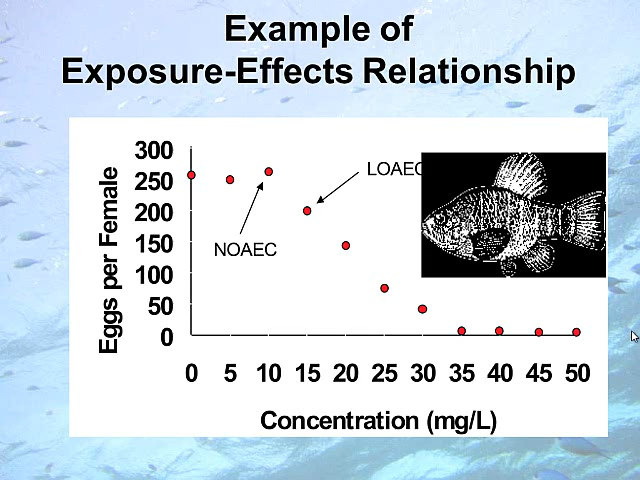 Example of
Exposure-Effects Relationship
300
250
200
150
100
50
0
Eggs per Female
NOAEC
LOAEC
0 5 10 15 20 25 30 35 40 45 50
Concentration (mg/L)